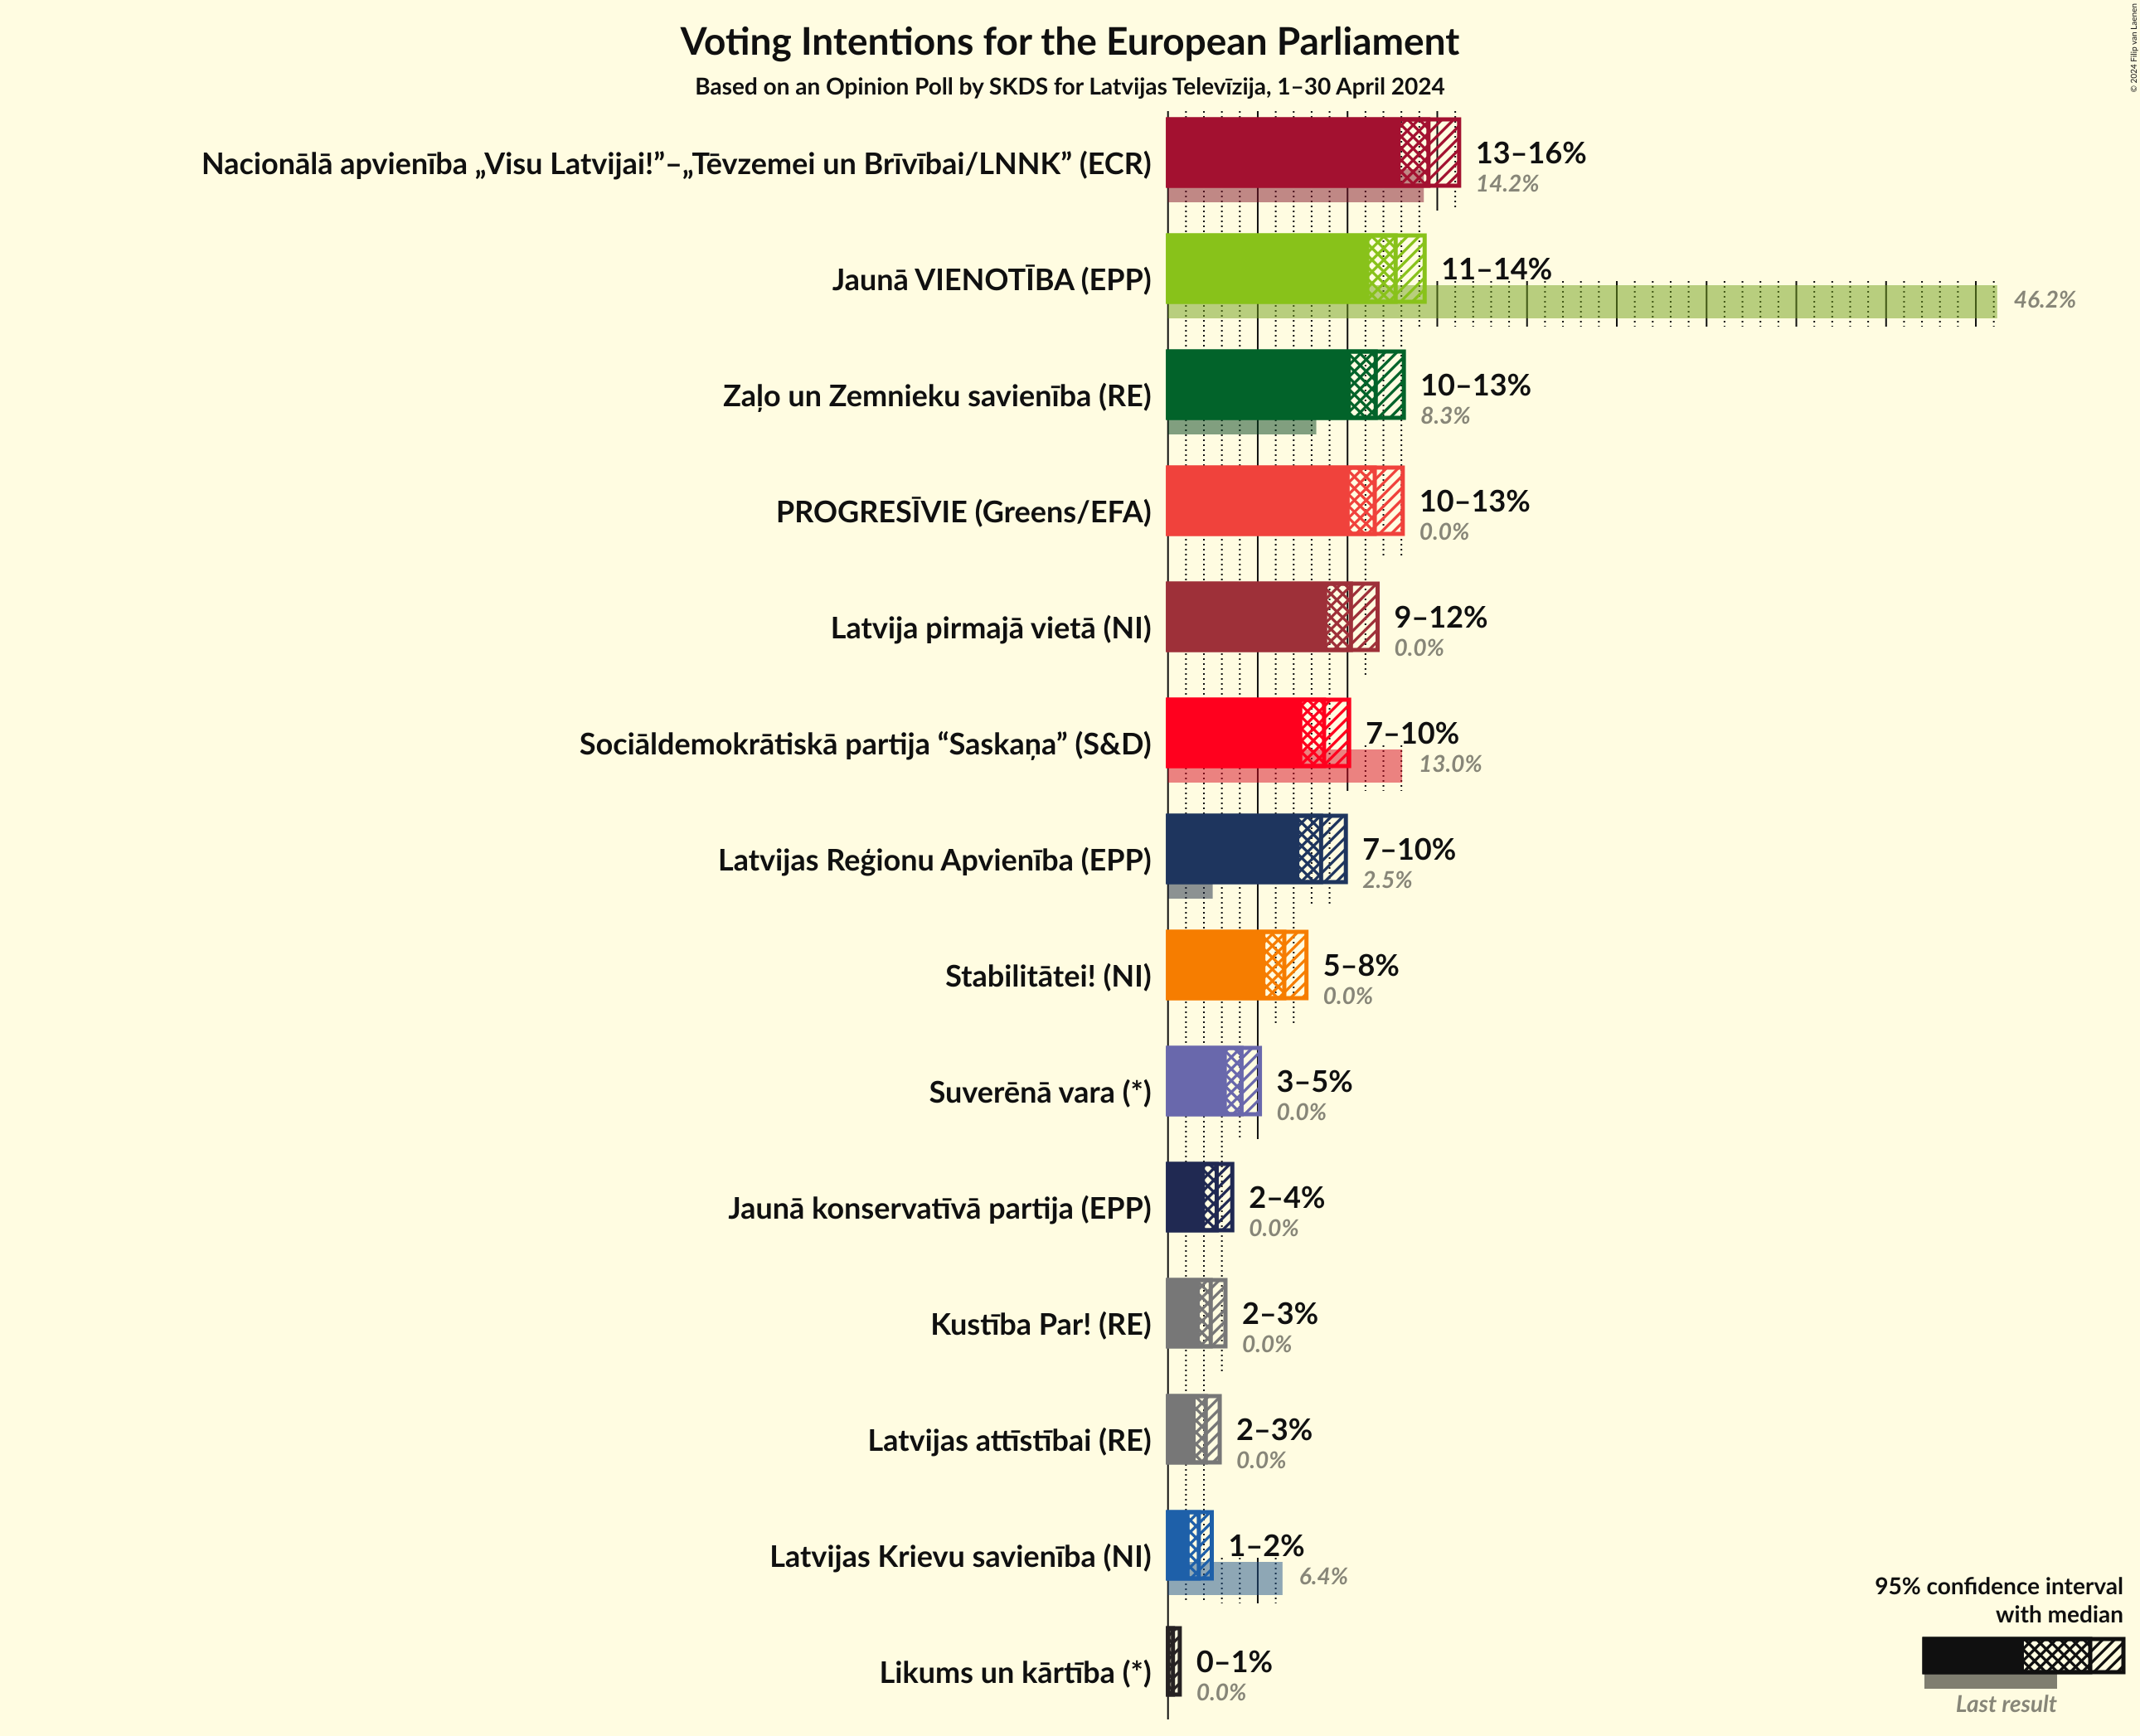 Voting Intentions for the European Parliament
Based on an Opinion Poll by SKDS for Latvijas Televīzija, 1–30 April 2024
© 2024 Filip van Laenen
Nacionālā apvienība „Visu Latvijai!”–„Tēvzemei un Brīvībai/LNNK” (ECR)
13–16%
14.2%
Jaunā VIENOTĪBA (EPP)
11–14%
46.2%
Zaļo un Zemnieku savienība (RE)
10–13%
8.3%
PROGRESĪVIE (Greens/EFA)
10–13%
0.0%
Latvija pirmajā vietā (NI)
9–12%
0.0%
Sociāldemokrātiskā partija “Saskaņa” (S&D)
7–10%
13.0%
Latvijas Reģionu Apvienība (EPP)
7–10%
2.5%
Stabilitātei! (NI)
5–8%
0.0%
Suverēnā vara (*)
3–5%
0.0%
Jaunā konservatīvā partija (EPP)
2–4%
0.0%
Kustība Par! (RE)
2–3%
0.0%
Latvijas attīstībai (RE)
2–3%
0.0%
Latvijas Krievu savienība (NI)
1–2%
6.4%
Likums un kārtība (*)
0–1%
0.0%
95% confidence interval
with median
Last result